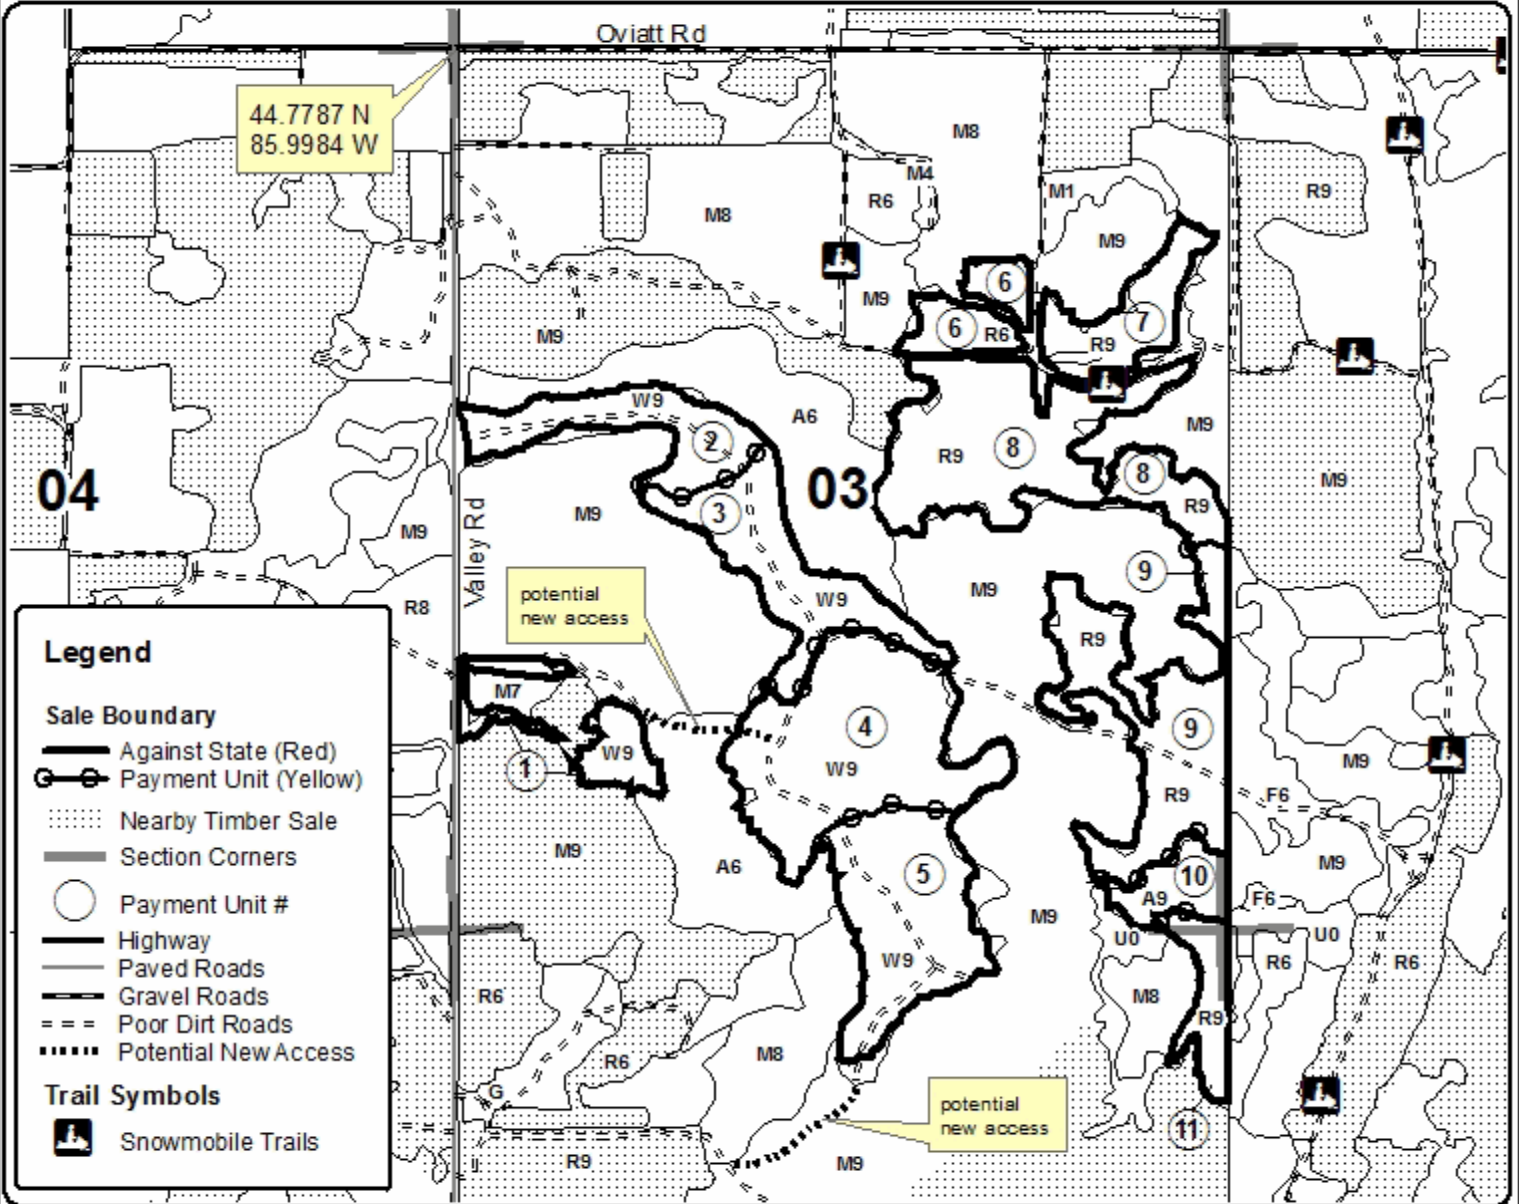 Oviatt Rd
44.7787 N
85.9984 W
M8
M4
R6
M1
R9
M8
M9
6
M9
6
R6
7
R9
M9
W9
A6
2
M9
R9
8
8
M9
04
03
R9
3
M9
M9
Valley Rd
9
potential
new access
W9
M9
R8
R9
M7
4
9
W9
1
W9
M9
R9
F6
M9
A6
5
M9
10
A9
F6
M9
U0
U0
W9
R6
R6
R6
M8
R9
M8
R6
G
potential
new access
11
R9
M9
Legend
Sale Boundary
Against State (Red)
Payment Unit (Yellow)
Nearby Timber Sale
Section Corners
Payment Unit #
Highway
Paved Roads
Gravel Roads
Poor Dirt Roads
Potential New Access
Trail Symbols
Snowmobile Trails